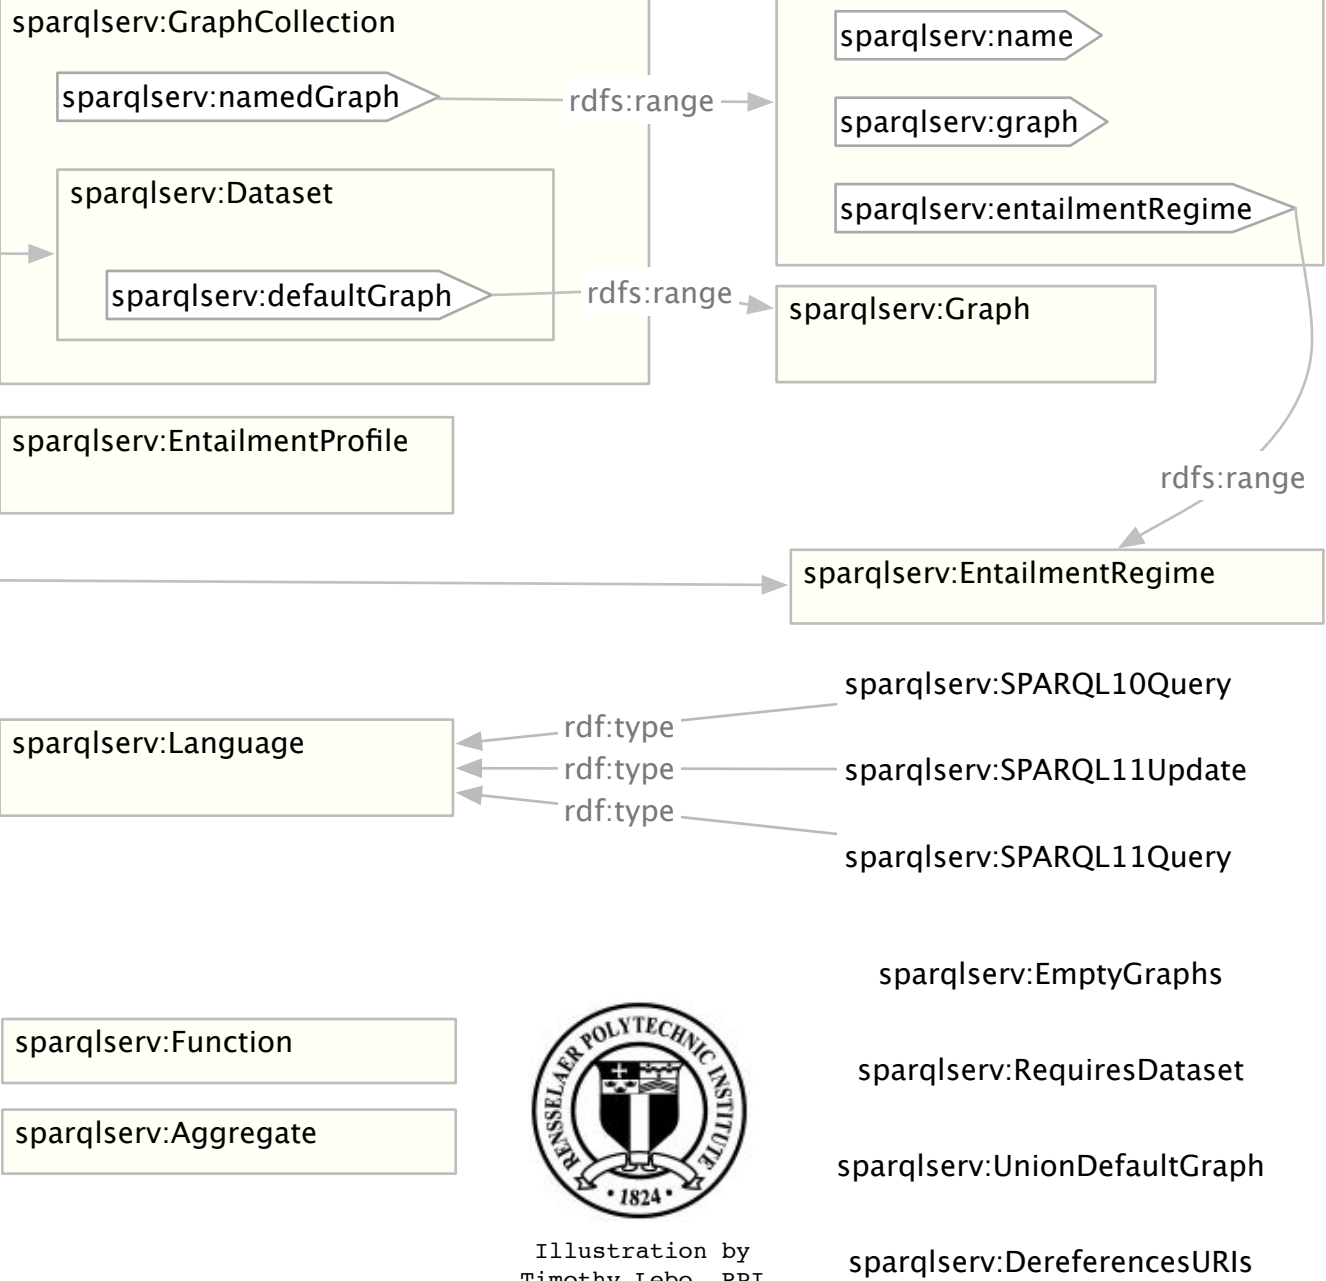 sparqlserv:GraphCollection
sparqlserv:namedGraph
rdfs:range
sparqlserv:name
sparqlserv:graph
sparqlserv:entailmentRegime
sparqlserv:Dataset
sparqlserv:defaultGraph
rdfs:range
sparqlserv:Graph
sparqlserv:EntailmentProfile
rdfs:range
sparqlserv:EntailmentRegime
sparqlserv:SPARQL10Query
sparqlserv:Language
rdf:type
rdf:type
sparqlserv:SPARQL11Update
rdf:type
sparqlserv:SPARQL11Query
sparqlserv:EmptyGraphs
sparqlserv:Function
sparqlserv:RequiresDataset
sparqlserv:Aggregate
RENSSELAER POLYTECHNIC INSTITUTE
• 1824 •
sparqlserv:UnionDefaultGraph
Illustration by
Timothy Lebo, RPI
sparqlserv:DereferencesURIs